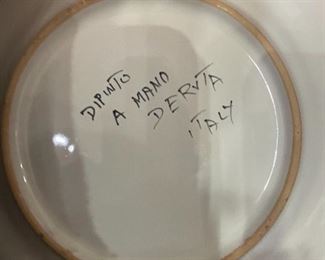 DIPINTO
A MANO
DERUTA
ITALY